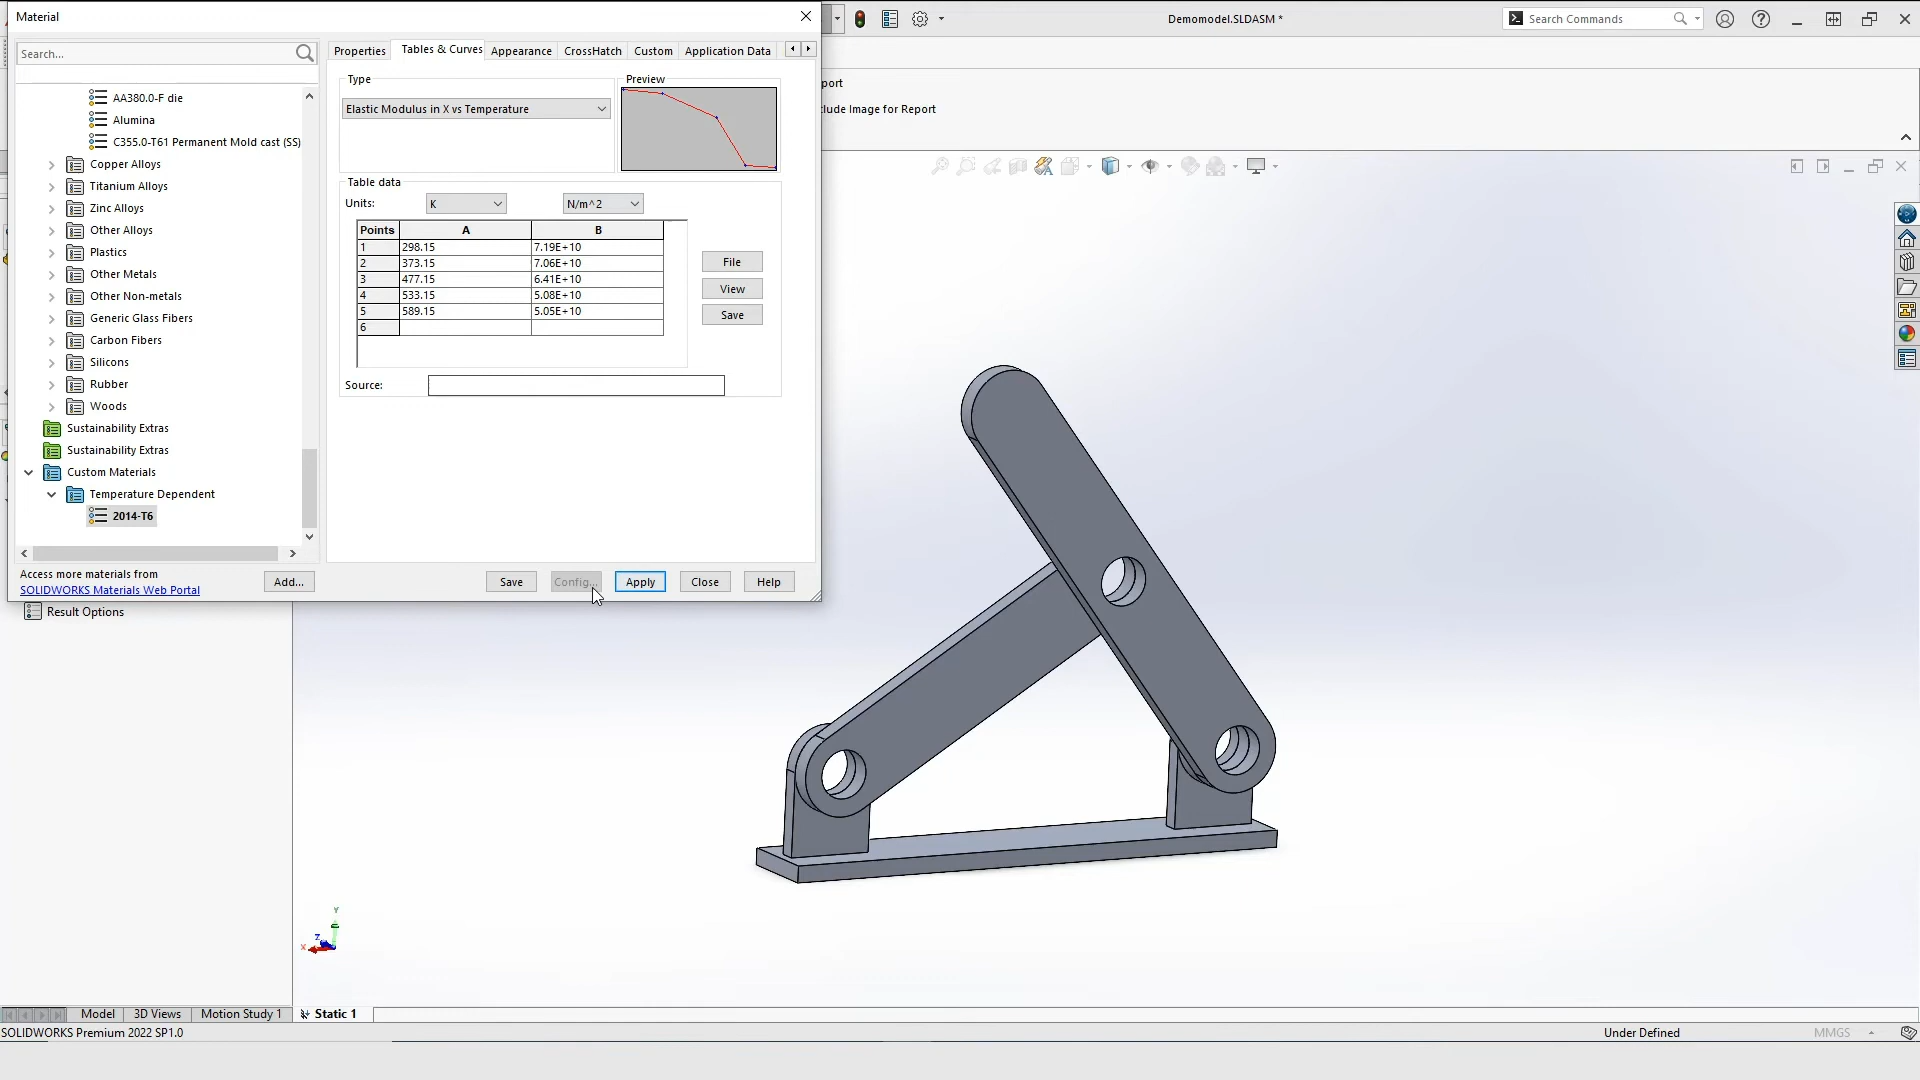 Material
Demomodel.SLDASM *
Search Commands
Search...
Properties
Tables & Curves
Appearance
CrossHatch
Custom
Application Data
port
lude Image for Report
AA380.0-F die
Alumina
C355.0-T61 Permanent Mold cast (SS)
Copper Alloys
Titanium Alloys
Zinc Alloys
Other Alloys
Plastics
Other Metals
Other Non-metals
Generic Glass Fibers
Carbon Fibers
Silicons
Rubber
Woods
Sustainability Extras
Sustainability Extras
Custom Materials
Temperature Dependent
2014-T6
Type
Elastic Modulus in X vs Temperature
Preview
Table data
Units: K N/m^2
Points A B
1 298.15 7.19E+10
2 373.15 7.06E+10
3 477.15 6.41E+10
4 533.15 5.08E+10
5 589.15 5.05E+10
6
File
View
Save
Source:
Access more materials from
SOLIDWORKS Materials Web Portal
Add...
Save
Config...
Apply
Close
Help
Result Options
Y
Z
X
Model
3D Views
Motion Study 1
Static 1
SOLIDWORKS Premium 2022 SP1.0
Under Defined
MMGS